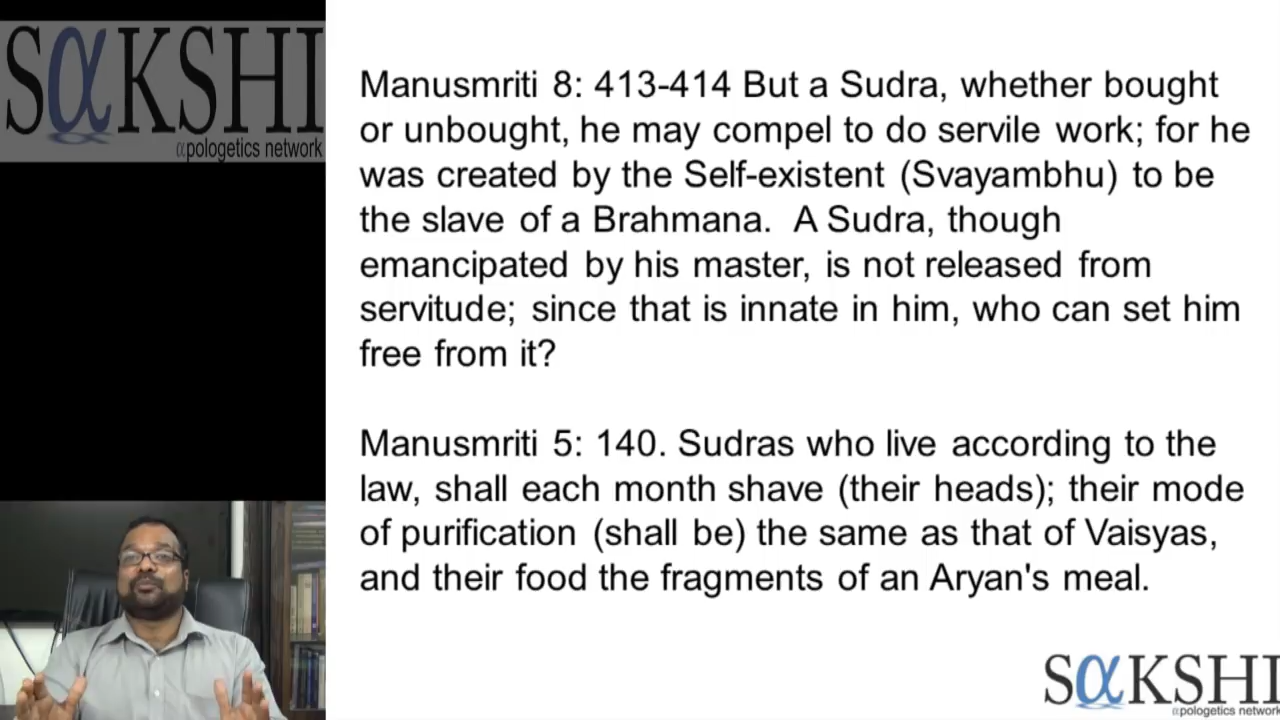 SαKSHI
αpologetics network
Manusmriti 8: 413-414 But a Sudra, whether bought
or unbought, he may compel to do servile work; for he
was created by the Self-existent (Svayambhu) to be
the slave of a Brahmana.  A Sudra, though
emancipated by his master, is not released from
servitude; since that is innate in him, who can set him
free from it?
Manusmriti 5: 140. Sudras who live according to the
law, shall each month shave (their heads); their mode
of purification (shall be) the same as that of Vaisyas,
and their food the fragments of an Aryan's meal.
SαKSHI
αpologetics network